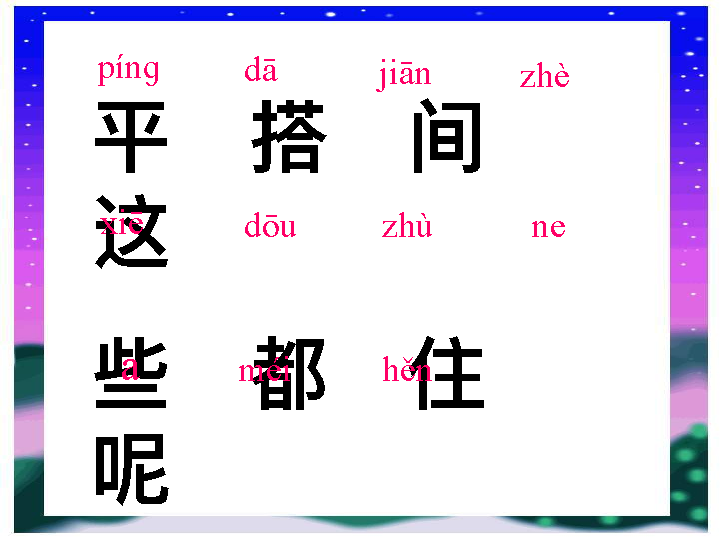 píng dā jiān zhè
平 搭 间
这
xiē dōu zhù ne
些 都 住
a méi hěn
呢